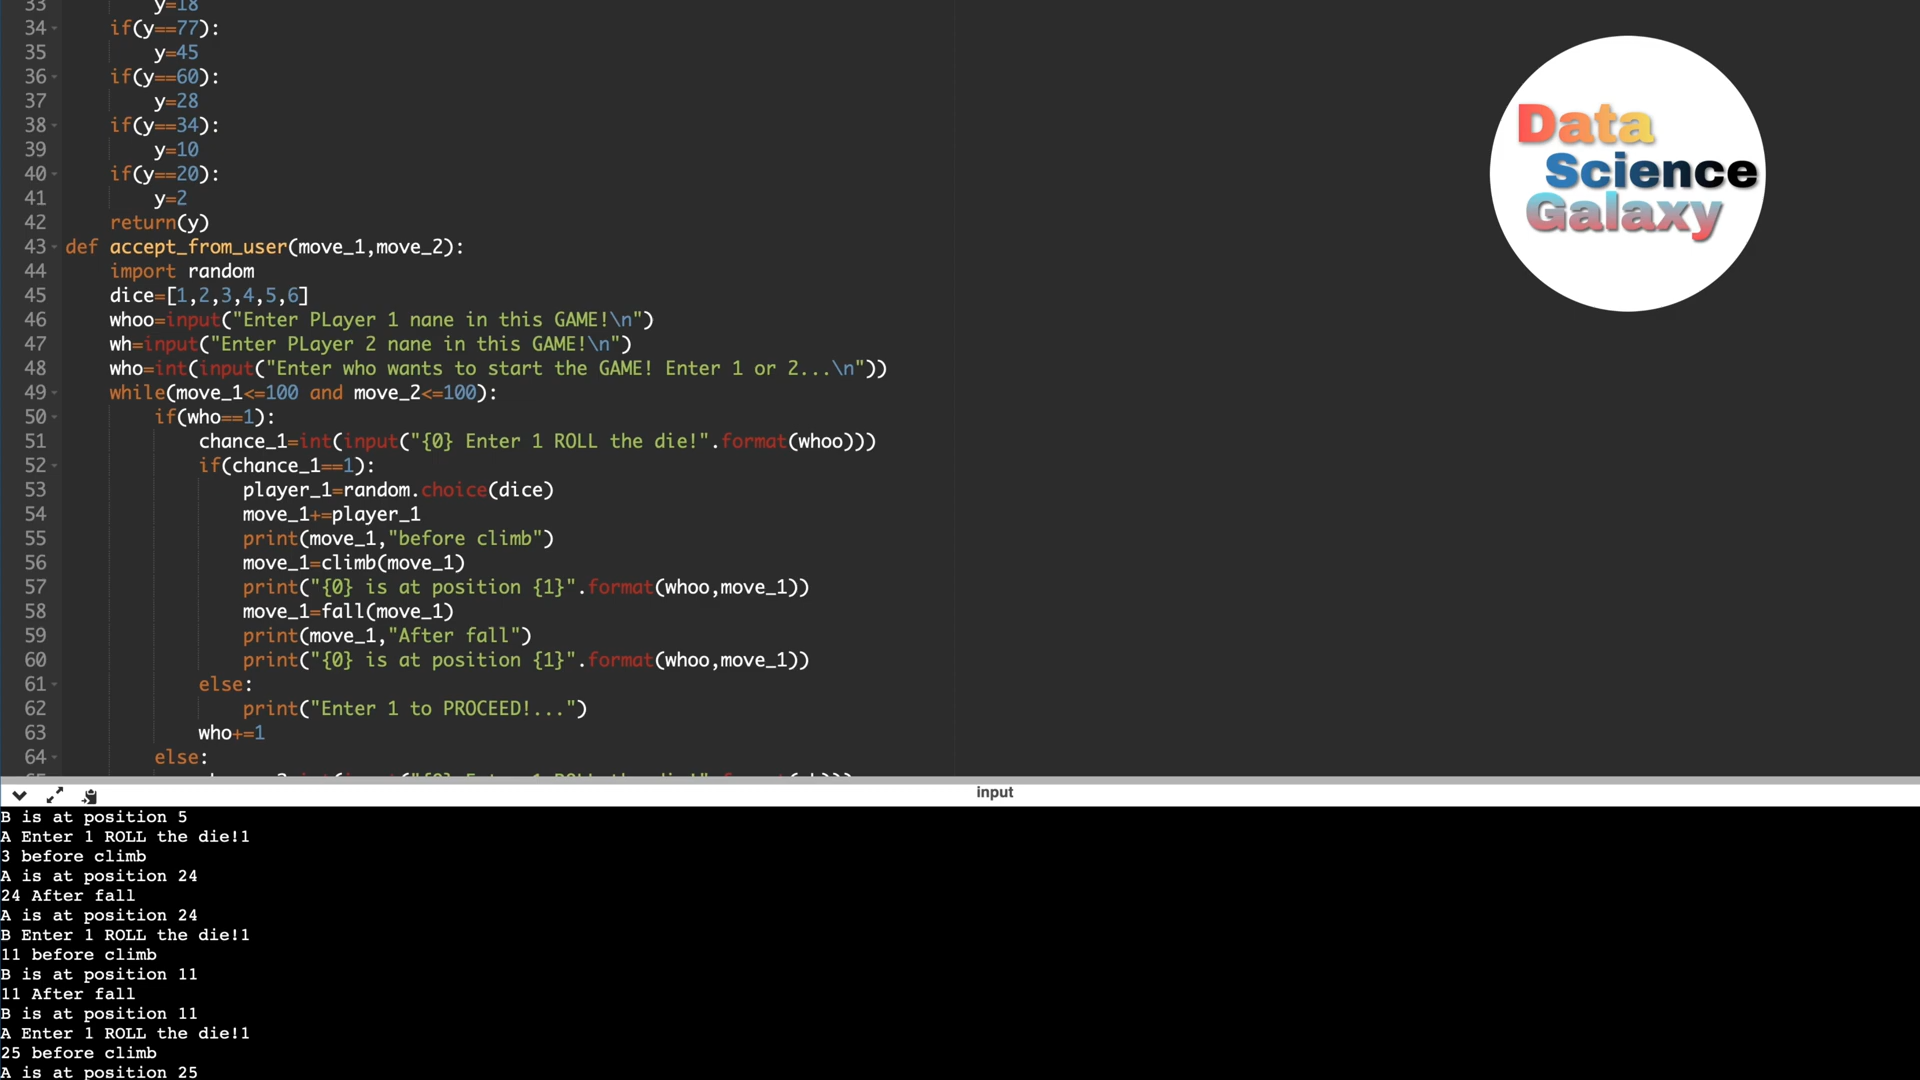 33 y=18
34 if(y==77):
35 y=45
36 if(y==60):
37 y=28
38 if(y==34):
39 y=10
40 if(y==20):
41 y=2
42 return(y)
43 def accept_from_user(move_1,move_2):
44 import random
45 dice=[1,2,3,4,5,6]
46 whoo=input("Enter PLayer 1 nane in this GAME!\n")
47 wh=input("Enter PLayer 2 nane in this GAME!\n")
48 who=int(input("Enter who wants to start the GAME! Enter 1 or 2...\n"))
49 while(move_1<=100 and move_2<=100):
50 if(who==1):
51 chance_1=int(input("{0} Enter 1 ROLL the die!".format(whoo)))
52 if(chance_1==1):
53 player_1=random.choice(dice)
54 move_1+=player_1
55 print(move_1,"before climb")
56 move_1=climb(move_1)
57 print("{0} is at position {1}".format(whoo,move_1))
58 move_1=fall(move_1)
59 print(move_1,"After fall")
60 print("{0} is at position {1}".format(whoo,move_1))
61 else:
62 print("Enter 1 to PROCEED!...")
63 who+=1
64 else:
Data
Science
Galaxy
input
B is at position 5
A Enter 1 ROLL the die!1
3 before climb
A is at position 24
24 After fall
A is at position 24
B Enter 1 ROLL the die!1
11 before climb
B is at position 11
11 After fall
B is at position 11
A Enter 1 ROLL the die!1
25 before climb
A is at position 25